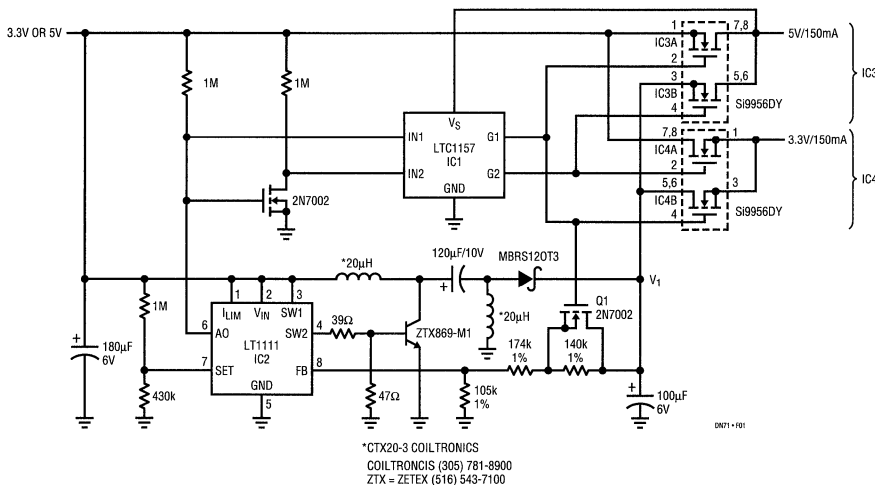 3.3V OR 5V
1M
1M
VS
LTC1157
IC1
IN1
IN2
G1
G2
GND
2N7002
1
7,8
5V/150mA
IC3A
2
3
5,6
IC3B
4
Si9956DY
IC3
7,8
1
3.3V/150mA
IC4A
2
5,6
3
IC4B
4
Si9956DY
IC4
*20µH
120µF/10V
+
MBRS120T3
V1
*20µH
Q1
2N7002
1M
1
2
3
ILIM
VIN
SW1
6
AO
LT1111
IC2
SW2
4
39Ω
ZTX869-M1
7
SET
FB
8
GND
5
174k
1%
140k
1%
+
180µF
6V
430k
47Ω
105k
1%
+
100µF
6V
DN71 • F01
*CTX20-3 COILTRONICS
COILTRONCIS (305) 781-8900
ZTX = ZETEX (516) 543-7100